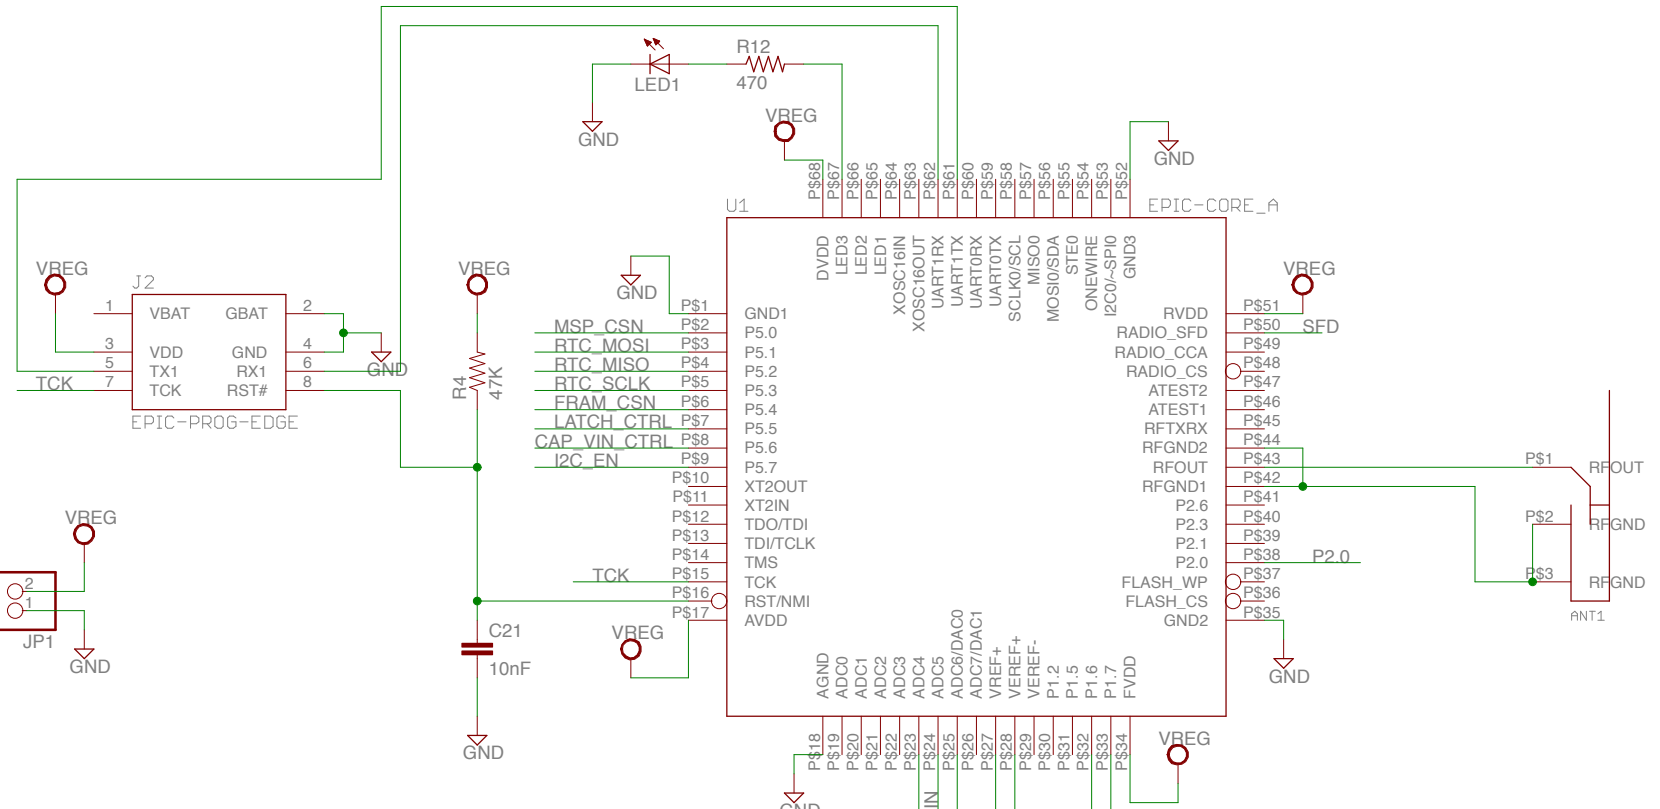 R12
LED1
470
VREG
GND
GND
P$68
P$67
P$66
P$65
P$64
P$63
P$62
P$61
P$60
P$59
P$58
P$57
P$56
P$55
P$54
P$53
P$52
U1
EPIC-CORE_A
DVDD
LED3
LED2
LED1
XOSC16IN
XOSC16OUT
UART1RX
UART1TX
UART0RX
UART0TX
SCLK0/SCL
MISO0
MOSI0/SDA
STE0
ONEWIRE
I2C0/~SPI0
GND3
VREG
J2
1 VBAT GBAT 2
3 VDD GND 4
5 TX1 RX1 6
TCK 7 TCK RST# 8
GND
EPIC-PROG-EDGE
VREG
R4
47K
GND
P$1 GND1
MSP_CSN P$2 P5.0
RTC_MOSI P$3 P5.1
RTC_MISO P$4 P5.2
RTC_SCLK P$5 P5.3
FRAM_CSN P$6 P5.4
LATCH_CTRL P$7 P5.5
CAP_VIN_CTRL P$8 P5.6
I2C_EN P$9 P5.7
P$10 XT2OUT
P$11 XT2IN
P$12 TDO/TDI
P$13 TDI/TCLK
P$14 TMS
TCK P$15 TCK
P$16 RST/NMI
P$17 AVDD
VREG
VREG
RVDD P$51
RADIO_SFD P$50 SFD
RADIO_CCA P$49
RADIO_CS P$48
ATEST2 P$47
ATEST1 P$46
RFTXRX P$45
RFGND2 P$44
RFOUT P$43
RFGND1 P$42
P2.6 P$41
P2.3 P$40
P2.1 P$39
P2.0 P$38 P2.0
FLASH_WP P$37
FLASH_CS P$36
GND2 P$35
GND
P$1 RFOUT
P$2 RFGND
P$3 RFGND
ANT1
VREG
2
1
JP1
GND
C21
10nF
GND
AGND
ADC0
ADC1
ADC2
ADC3
ADC4
ADC5
ADC6/DAC0
ADC7/DAC1
VREF+
VEREF+
VEREF-
P1.2
P1.5
P1.6
P1.7
FVDD
P$18
P$19
P$20
P$21
P$22
P$23
P$24
P$25
P$26
P$27
P$28
P$29
P$30
P$31
P$32
P$33
P$34
VREG
GND
IN